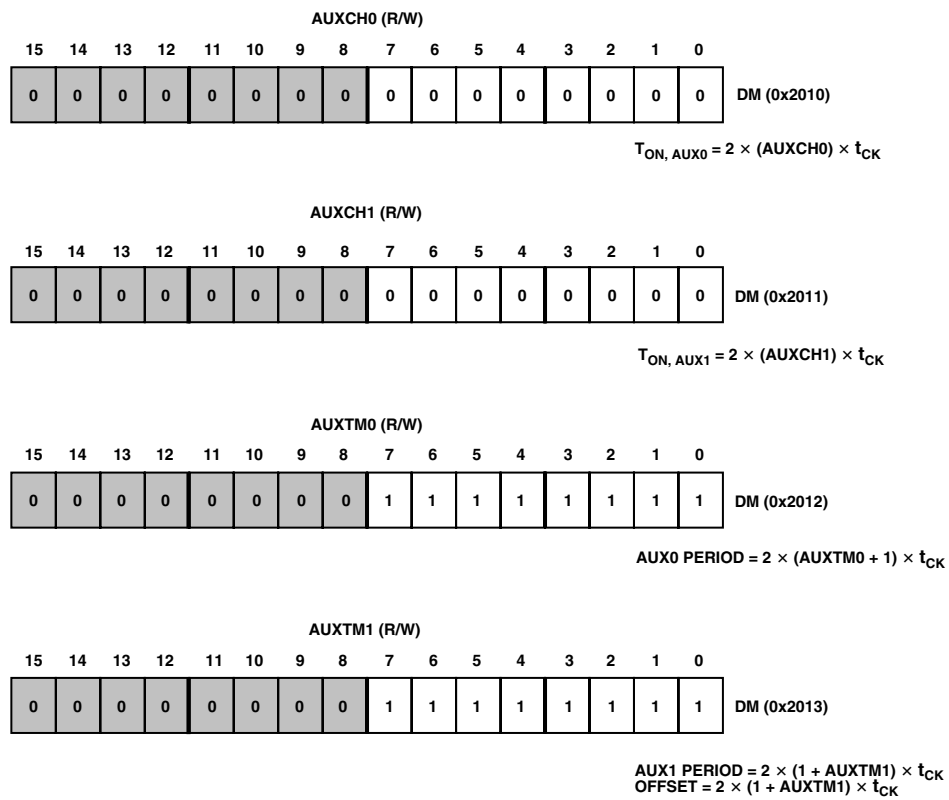 AUXCH0 (R/W)
15 14 13 12 11 10 9 8 7 6 5 4 3 2 1 0
0 0 0 0 0 0 0 0 0 0 0 0 0 0 0 0 DM (0x2010)
T_ON, AUX0 = 2 × (AUXCH0) × t_CK
AUXCH1 (R/W)
15 14 13 12 11 10 9 8 7 6 5 4 3 2 1 0
0 0 0 0 0 0 0 0 0 0 0 0 0 0 0 0 DM (0x2011)
T_ON, AUX1 = 2 × (AUXCH1) × t_CK
AUXTM0 (R/W)
15 14 13 12 11 10 9 8 7 6 5 4 3 2 1 0
0 0 0 0 0 0 0 0 1 1 1 1 1 1 1 1 DM (0x2012)
AUX0 PERIOD = 2 × (AUXTM0 + 1) × t_CK
AUXTM1 (R/W)
15 14 13 12 11 10 9 8 7 6 5 4 3 2 1 0
0 0 0 0 0 0 0 0 1 1 1 1 1 1 1 1 DM (0x2013)
AUX1 PERIOD = 2 × (1 + AUXTM1) × t_CK
OFFSET = 2 × (1 + AUXTM1) × t_CK